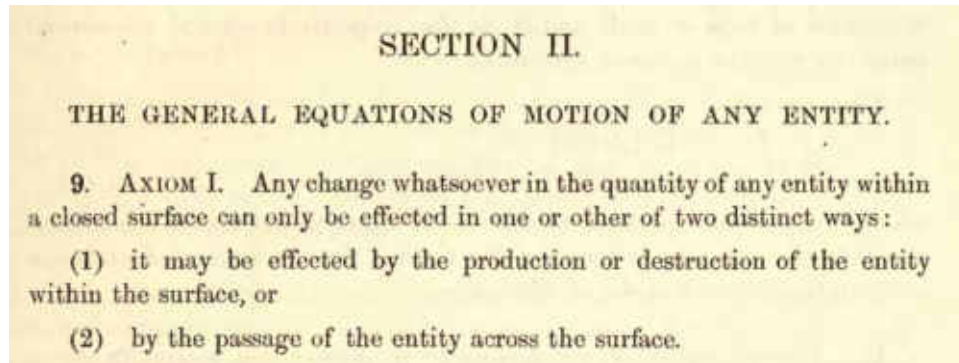 SECTION II.
THE GENERAL EQUATIONS OF MOTION OF ANY ENTITY.
9. AXIOM I. Any change whatsoever in the quantity of any entity within
a closed surface can only be effected in one or other of two distinct ways:
(1) it may be effected by the production or destruction of the entity
within the surface, or
(2) by the passage of the entity across the surface.